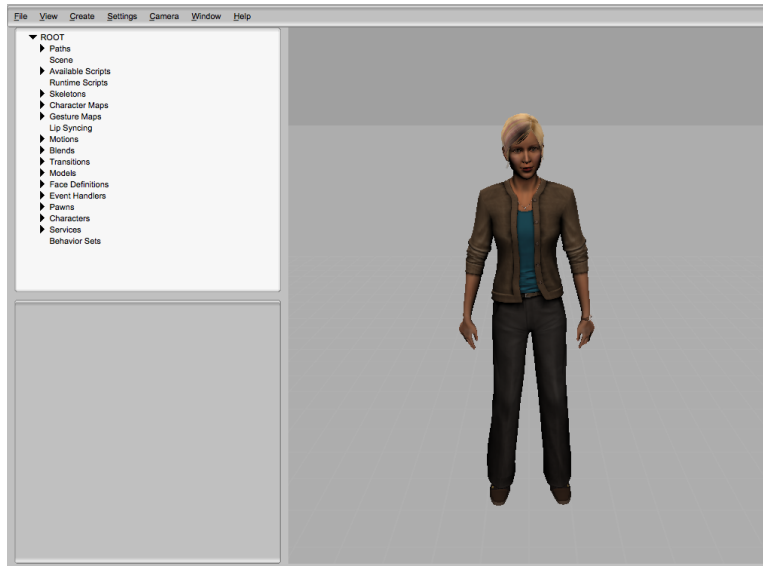 File View Create Settings Camera Window Help
ROOT
Paths
Scene
Available Scripts
Runtime Scripts
Skeletons
Character Maps
Gesture Maps
Lip Syncing
Motions
Blends
Transitions
Models
Face Definitions
Event Handlers
Pawns
Characters
Services
Behavior Sets